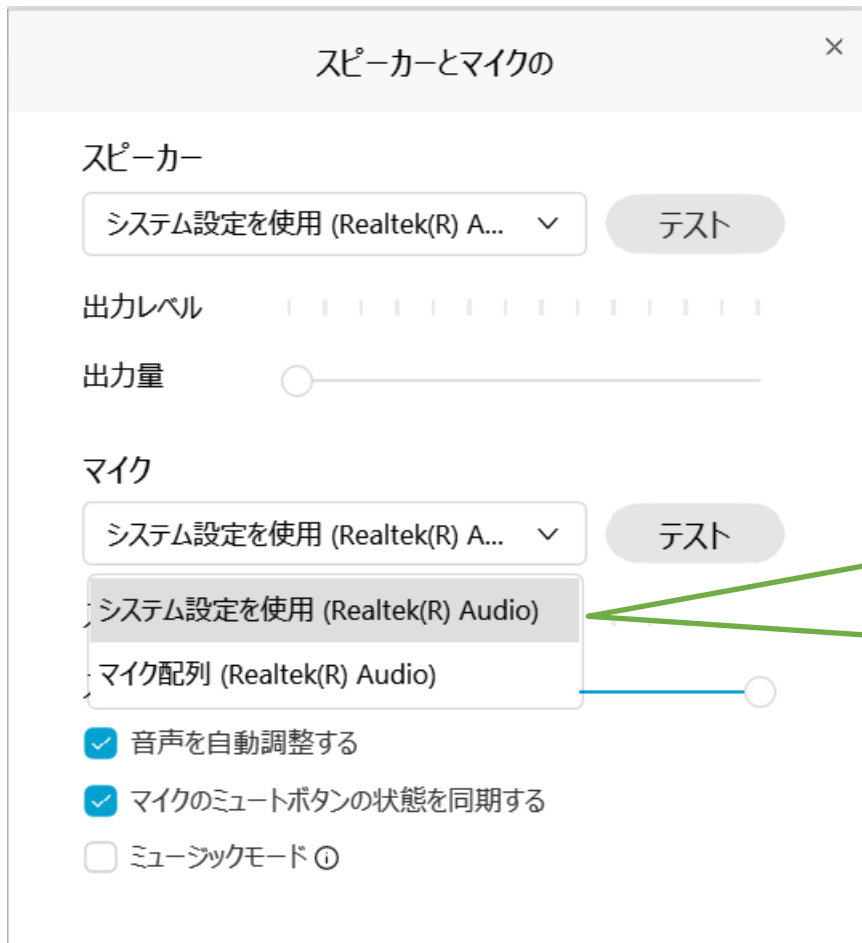 スピーカーとマイクの
スピーカー
システム設定を使用 (Realtek(R) A...
テスト
出力レベル
出力量
マイク
システム設定を使用 (Realtek(R) A...
テスト
システム設定を使用 (Realtek(R) Audio)
マイク配列 (Realtek(R) Audio)
音声を自動調整する
マイクのミュートボタンの状態を同期する
ミュージックモード